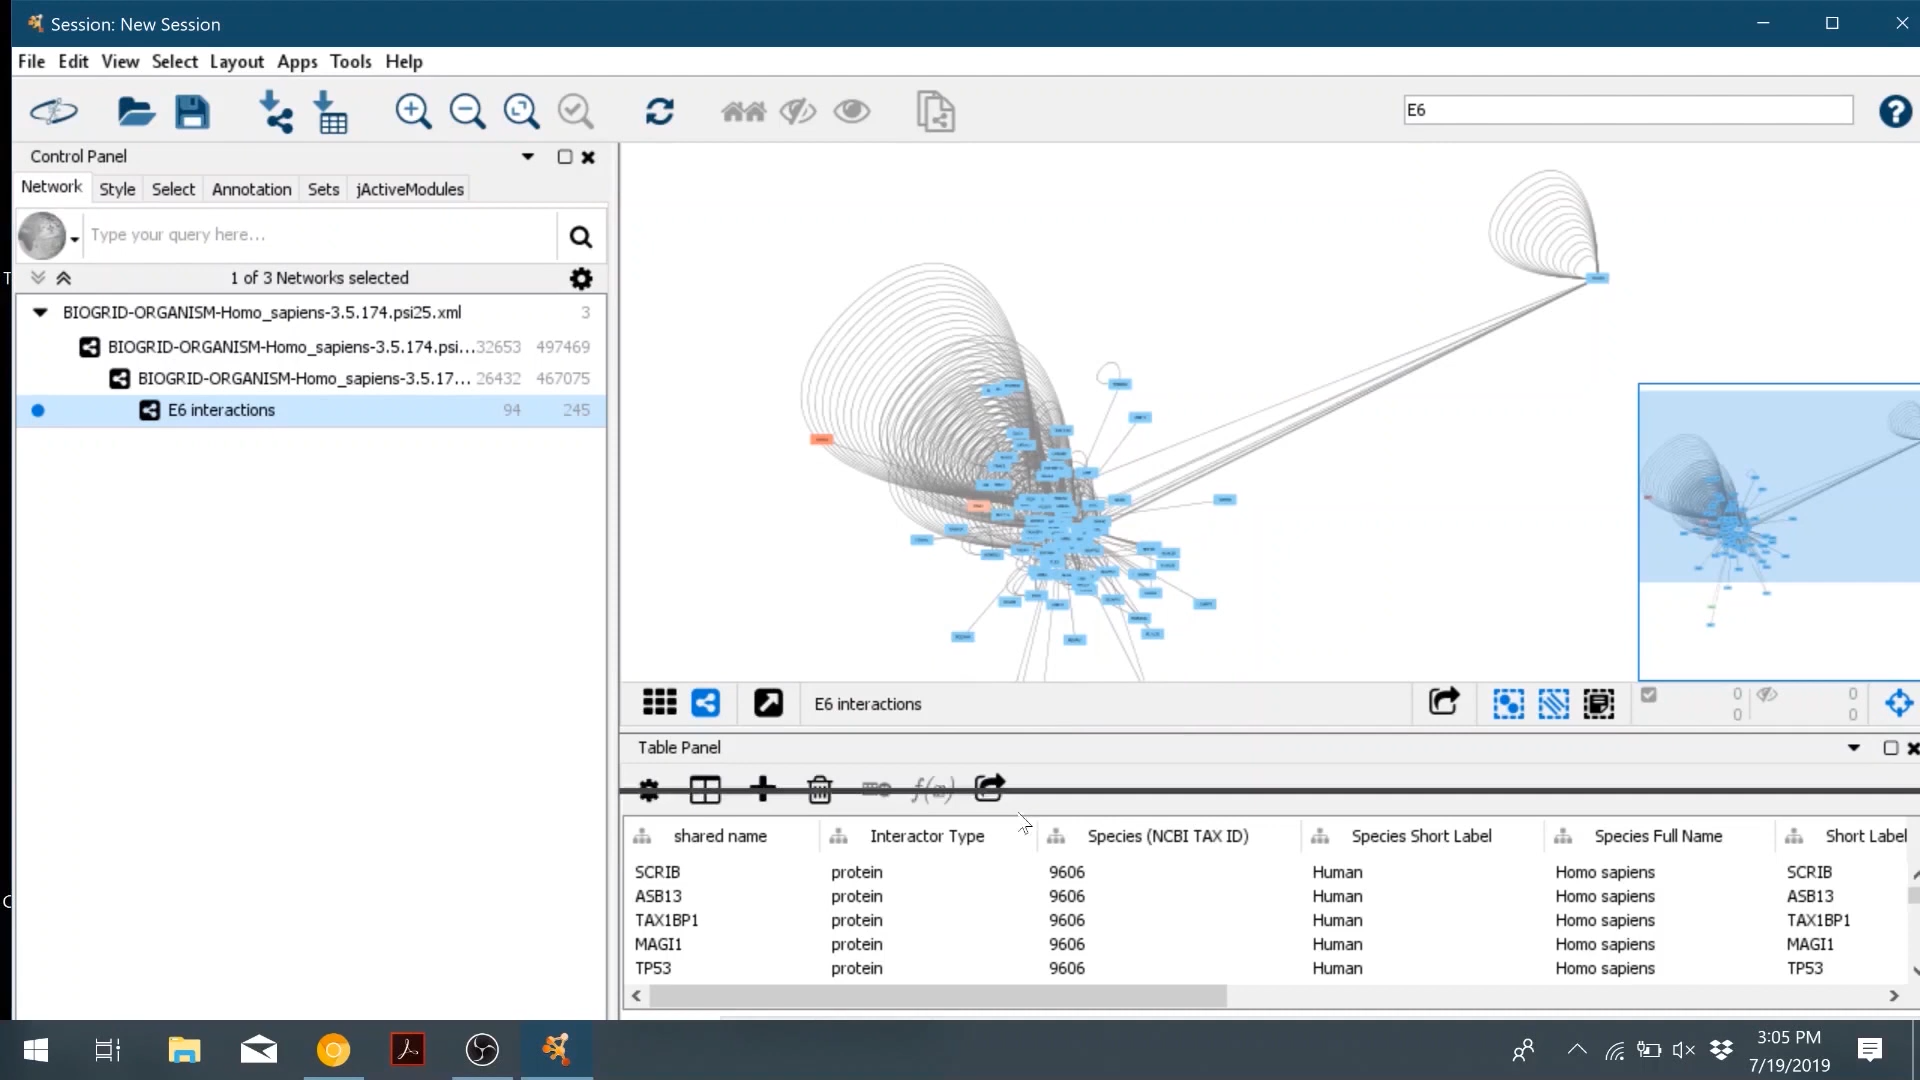 Session: New Session
File Edit View Select Layout Apps Tools Help
E6
?
Control Panel
Network Style Select Annotation Sets jActiveModules
Type your query here...
1 of 3 Networks selected
BIOGRID-ORGANISM-Homo_sapiens-3.5.174.psi25.xml 3
BIOGRID-ORGANISM-Homo_sapiens-3.5.174.psi... 32653 497469
BIOGRID-ORGANISM-Homo_sapiens-3.5.17... 26432 467075
E6 interactions 94 245
E6 interactions
0 0
0 0
Table Panel
f(x)
shared name Interactor Type Species (NCBI TAX ID) Species Short Label Species Full Name Short Label
SCRIB protein 9606 Human Homo sapiens SCRIB
ASB13 protein 9606 Human Homo sapiens ASB13
TAX1BP1 protein 9606 Human Homo sapiens TAX1BP1
MAGI1 protein 9606 Human Homo sapiens MAGI1
TP53 protein 9606 Human Homo sapiens TP53
3:05 PM
7/19/2019